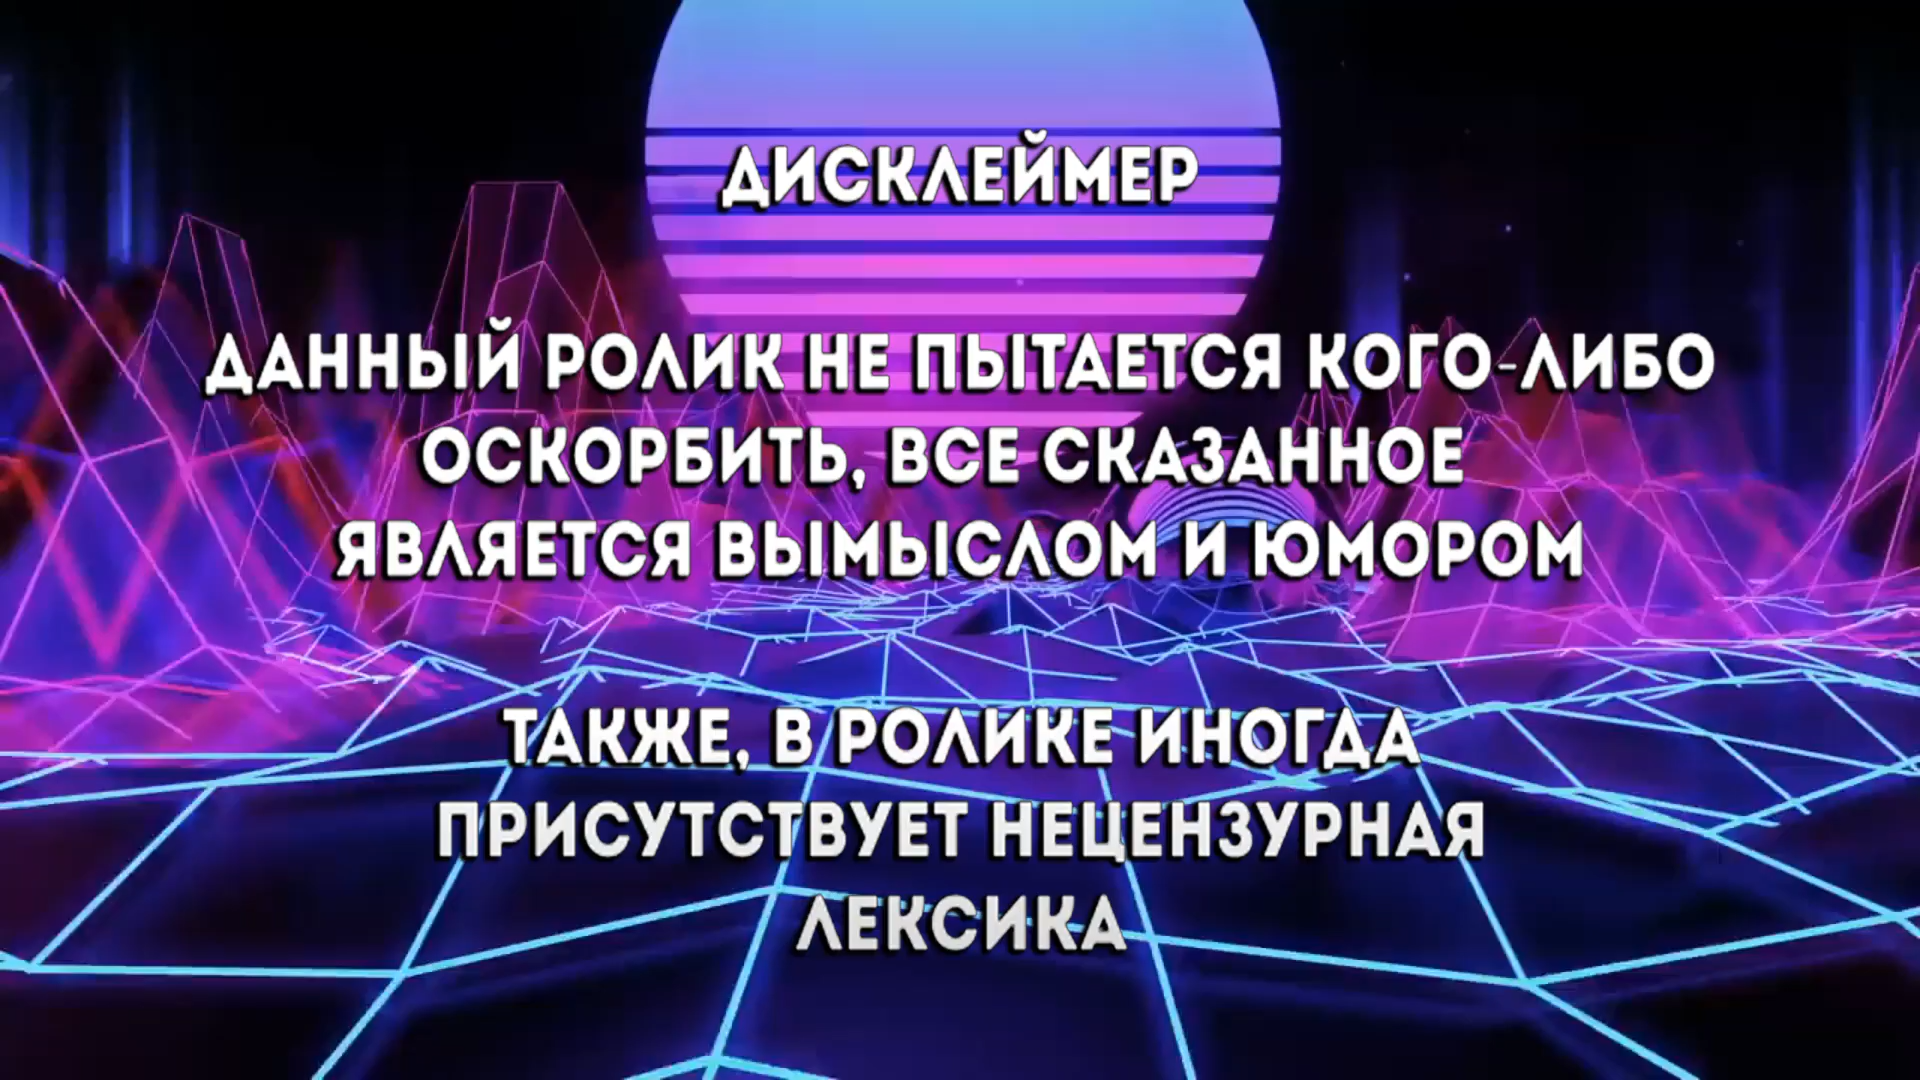 ДИСКЛЕЙМЕР
ДАННЫЙ РОЛИК НЕ ПЫТАЕТСЯ КОГО-ЛИБО
ОСКОРБИТЬ, ВСЕ СКАЗАННОЕ
ЯВЛЯЕТСЯ ВЫМЫСЛОМ И ЮМОРОМ
ТАКЖЕ, В РОЛИКЕ ИНОГДА
ПРИСУТСТВУЕТ НЕЦЕНЗУРНАЯ
ЛЕКСИКА